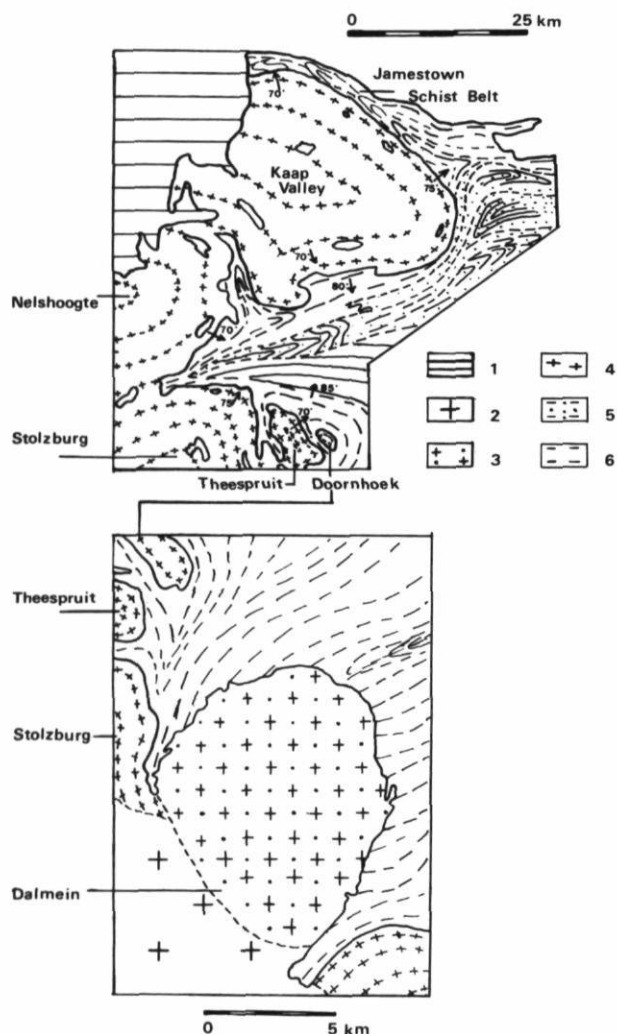 0 25 km
Jamestown
Schist Belt
70°
Kaap
Valley
75°
70°
80°
Nelshoogte
70°
85°
75°
70°
Stolzburg
Theespruit
Doornhoek
1
4
2
5
3
6
Theespruit
Stolzburg
Dalmein
0 5 km